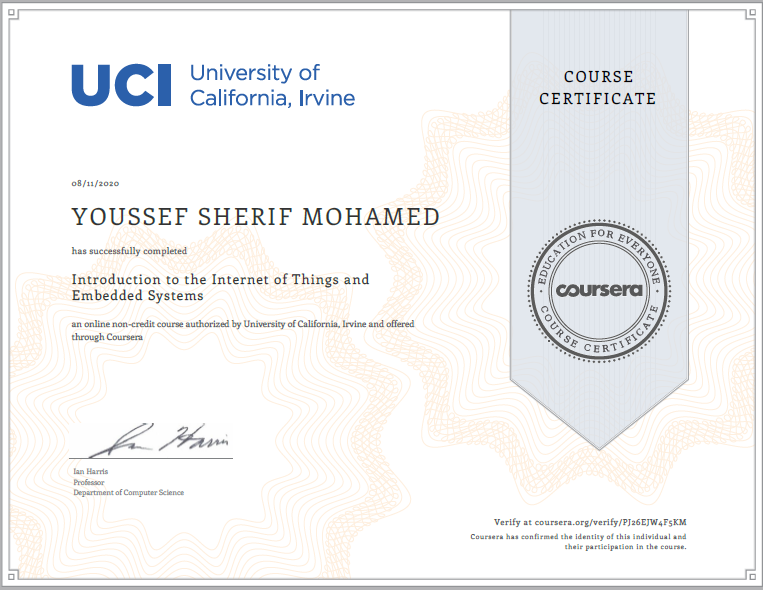 UCI University of
California, Irvine
COURSE
CERTIFICATE
08/11/2020
YOUSSEF SHERIF MOHAMED
has successfully completed
Introduction to the Internet of Things and
Embedded Systems
an online non-credit course authorized by University of California, Irvine and offered
through Coursera
EDUCATION FOR EVERYONE
coursera
COURSE CERTIFICATE
Ian Harris
Ian Harris
Professor
Department of Computer Science
Verify at coursera.org/verify/PJ26EJW4F5KM
Coursera has confirmed the identity of this individual and
their participation in the course.